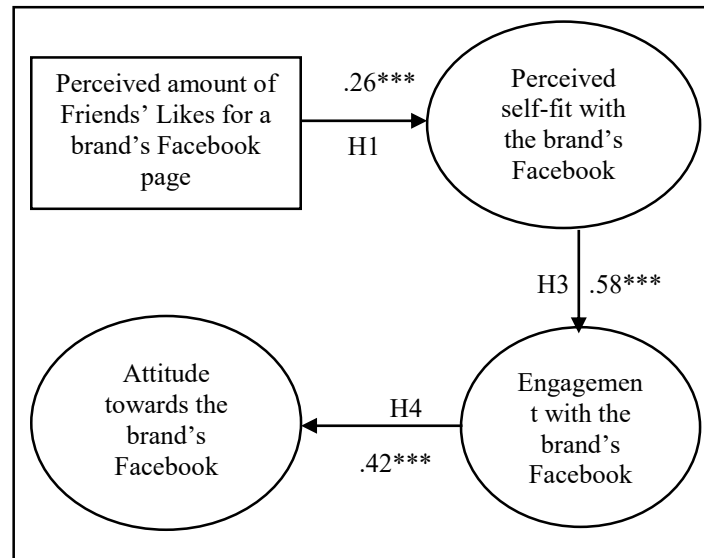 Perceived amount of
Friends’ Likes for a
brand’s Facebook
page
.26***
H1
Perceived
self-fit with
the brand’s
Facebook
H3 .58***
Attitude
towards the
brand’s
Facebook
H4
.42***
Engagemen
t with the
brand’s
Facebook